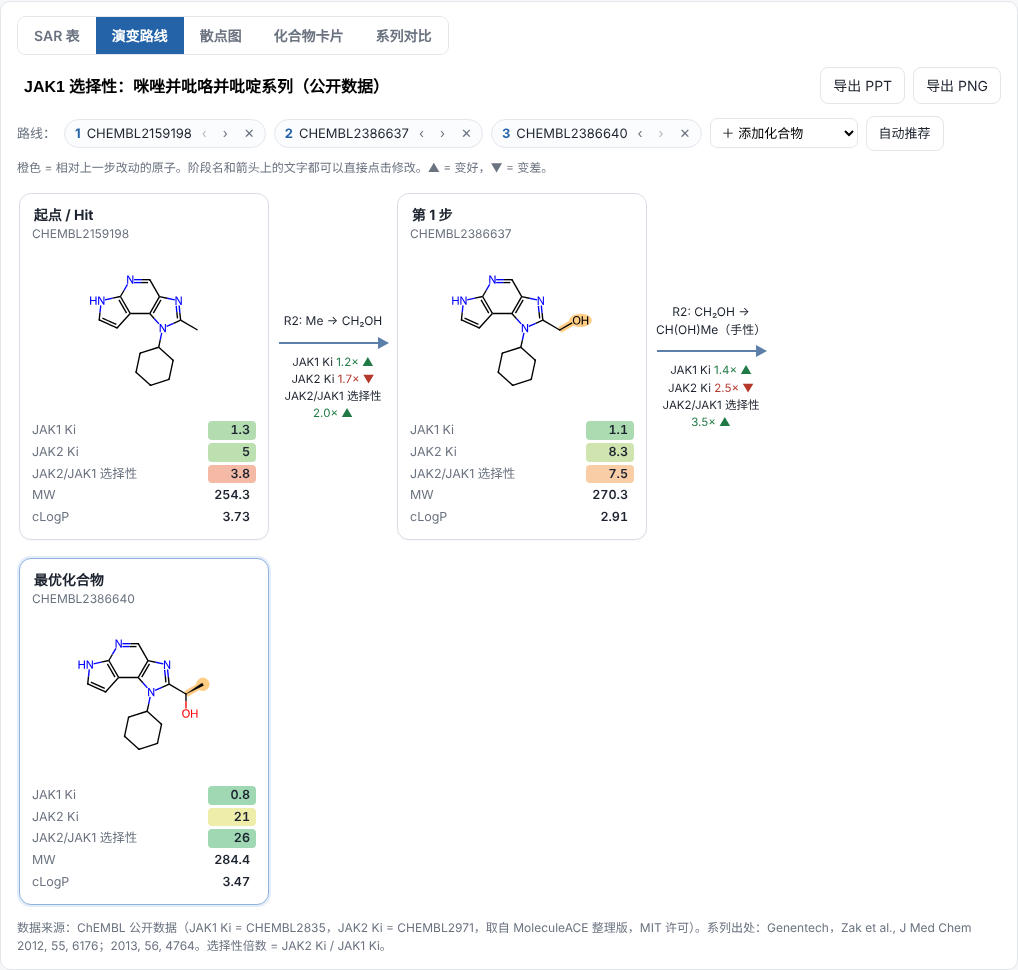 SAR 表 演变路线 散点图 化合物卡片 系列对比
JAK1 选择性：咪唑并吡咯并吡啶系列（公开数据） 导出 PPT 导出 PNG
路线： 1 CHEMBL2159198 ‹ › ✕ 2 CHEMBL2386637 ‹ › ✕ 3 CHEMBL2386640 ‹ › ✕ ＋ 添加化合物 自动推荐
橙色 = 相对上一步改动的原子。阶段名和箭头上的文字都可以直接点击修改。▲ = 变好，▼ = 变差。
起点 / Hit
CHEMBL2159198
N
HN
N
N
JAK1 Ki 1.3
JAK2 Ki 5
JAK2/JAK1 选择性 3.8
MW 254.3
cLogP 3.73
R2: Me → CH₂OH
JAK1 Ki 1.2× ▲
JAK2 Ki 1.7× ▼
JAK2/JAK1 选择性
2.0× ▲
第 1 步
CHEMBL2386637
N
HN
N
OH
N
JAK1 Ki 1.1
JAK2 Ki 8.3
JAK2/JAK1 选择性 7.5
MW 270.3
cLogP 2.91
R2: CH₂OH →
CH(OH)Me（手性）
JAK1 Ki 1.4× ▲
JAK2 Ki 2.5× ▼
JAK2/JAK1 选择性
3.5× ▲
最优化合物
CHEMBL2386640
N
HN
N
N
OH
JAK1 Ki 0.8
JAK2 Ki 21
JAK2/JAK1 选择性 26
MW 284.4
cLogP 3.47
数据来源：ChEMBL 公开数据（JAK1 Ki = CHEMBL2835，JAK2 Ki = CHEMBL2971，取自 MoleculeACE 整理版，MIT 许可）。系列出处：Genentech，Zak et al., J Med Chem
2012, 55, 6176；2013, 56, 4764。选择性倍数 = JAK2 Ki / JAK1 Ki。